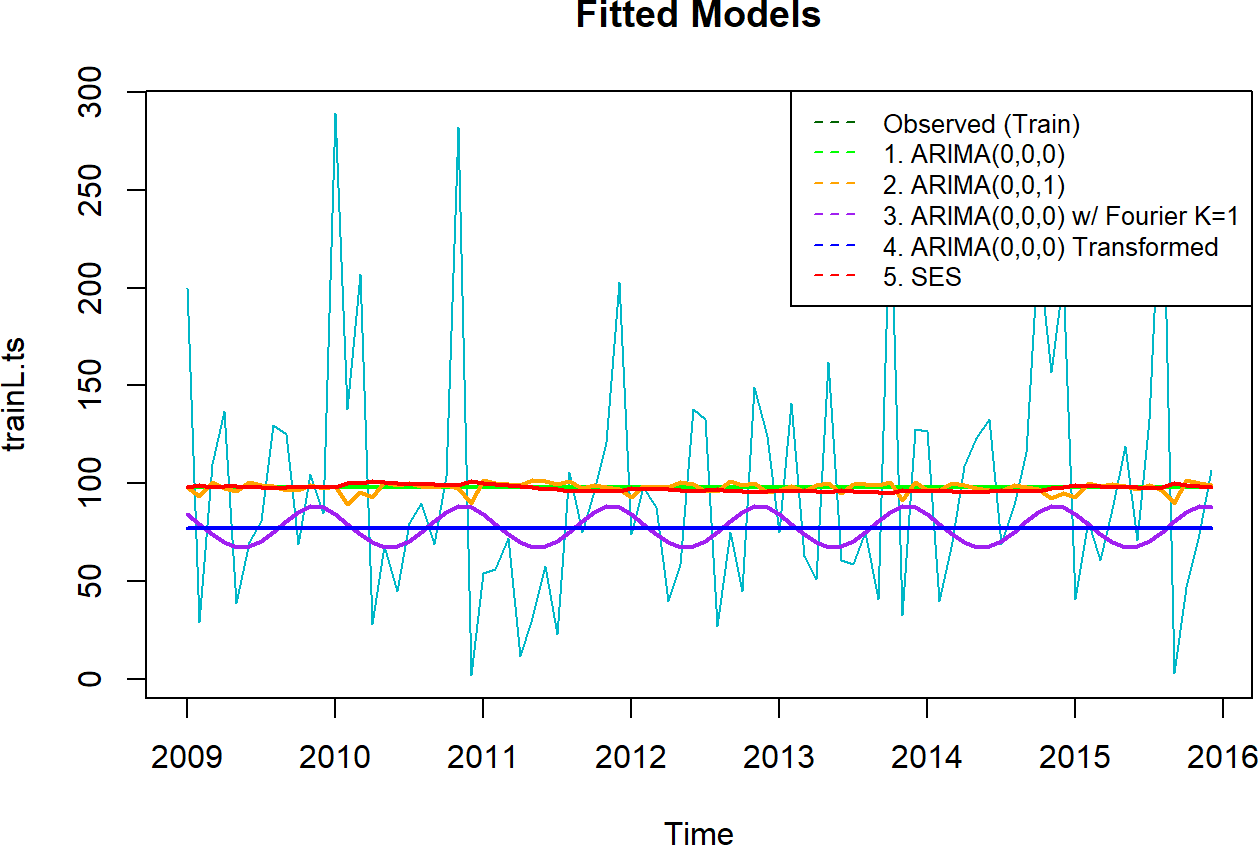 Fitted Models
300
250
200
150
100
50
0
trainL.ts
Observed (Train)
1. ARIMA(0,0,0)
2. ARIMA(0,0,1)
3. ARIMA(0,0,0) w/ Fourier K=1
4. ARIMA(0,0,0) Transformed
5. SES
2009 2010 2011 2012 2013 2014 2015 2016
Time